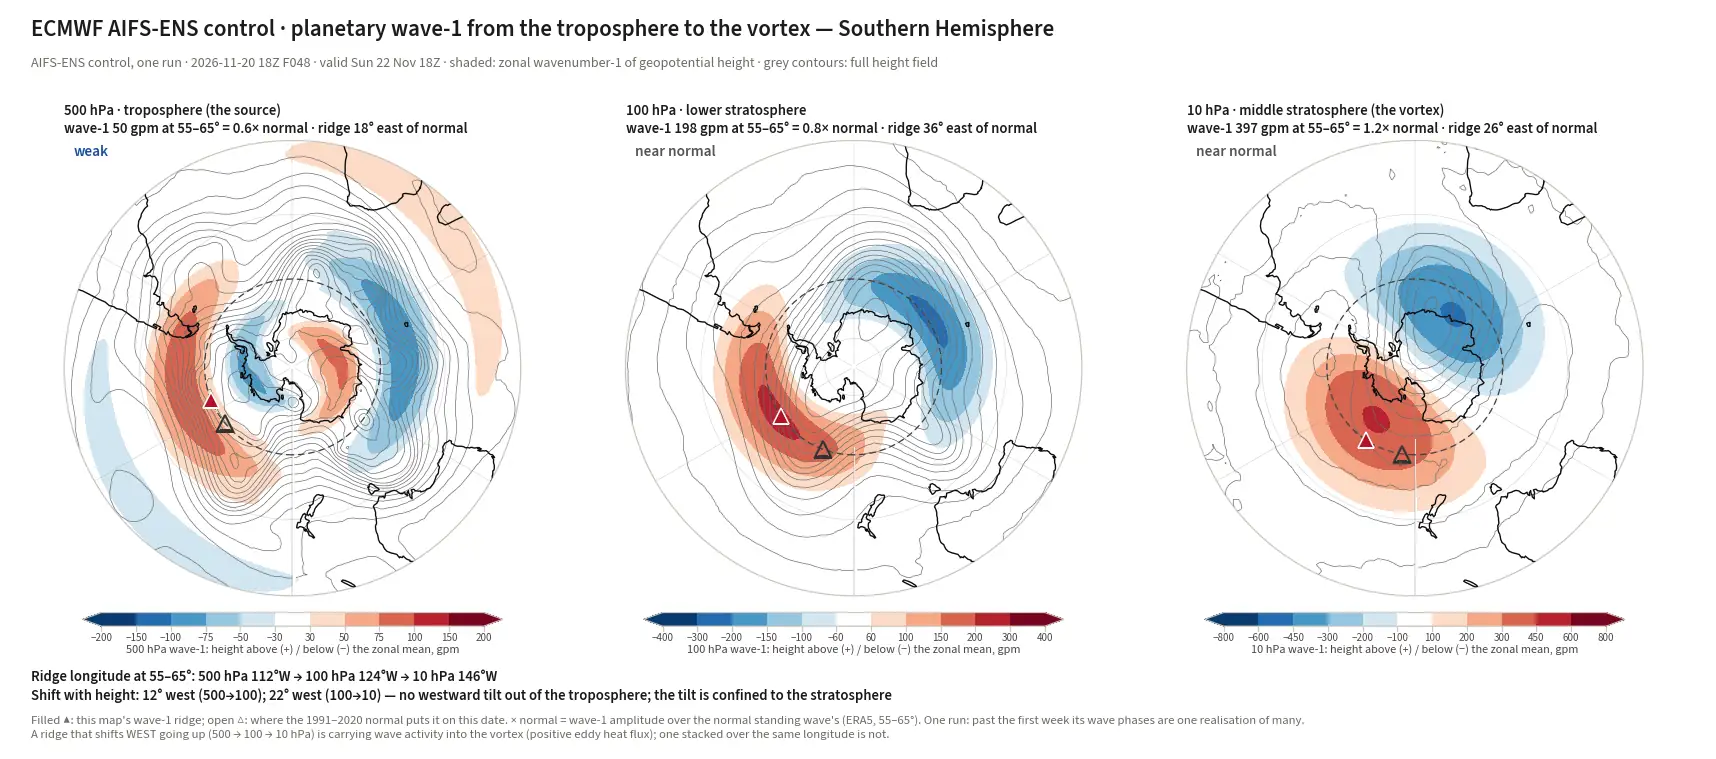 ECMWF AIFS-ENS control · planetary wave-1 from the troposphere to the vortex — Southern Hemisphere
AIFS-ENS control, one run · 2026-11-20 18Z F048 · valid Sun 22 Nov 18Z · shaded: zonal wavenumber-1 of geopotential height · grey contours: full height field
500 hPa · troposphere (the source)
wave-1 50 gpm at 55–65° = 0.6× normal · ridge 18° east of normal
weak
100 hPa · lower stratosphere
wave-1 198 gpm at 55–65° = 0.8× normal · ridge 36° east of normal
near normal
10 hPa · middle stratosphere (the vortex)
wave-1 397 gpm at 55–65° = 1.2× normal · ridge 26° east of normal
near normal
−200 −150 −100 −75 −50 −30 30 50 75 100 150 200
500 hPa wave-1: height above (+) / below (−) the zonal mean, gpm
−400 −300 −200 −150 −100 −60 60 100 150 200 300 400
100 hPa wave-1: height above (+) / below (−) the zonal mean, gpm
−800 −600 −450 −300 −200 −100 100 200 300 450 600 800
10 hPa wave-1: height above (+) / below (−) the zonal mean, gpm
Ridge longitude at 55–65°: 500 hPa 112°W → 100 hPa 124°W → 10 hPa 146°W
Shift with height: 12° west (500→100); 22° west (100→10) — no westward tilt out of the troposphere; the tilt is confined to the stratosphere
Filled ▲: this map's wave-1 ridge; open △: where the 1991–2020 normal puts it on this date. × normal = wave-1 amplitude over the normal standing wave's (ERA5, 55–65°). One run: past the first week its wave phases are one realisation of many.
A ridge that shifts WEST going up (500 → 100 → 10 hPa) is carrying wave activity into the vortex (positive eddy heat flux); one stacked over the same longitude is not.